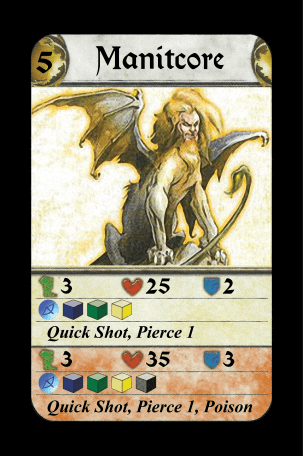 5 Manitcore
3 25 2
Quick Shot, Pierce 1
3 35 3
Quick Shot, Pierce 1, Poison